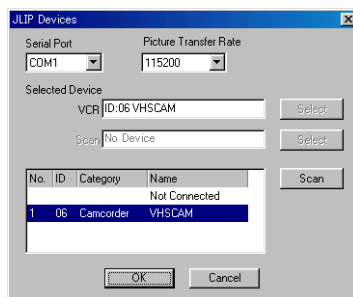 JLIP Devices
Serial Port Picture Transfer Rate
COM1 115200
Selected Device
VCR ID:06 VHSCAM Select
Scan No Device Select
No. ID Category Name Scan
Not Connected
1 06 Camcorder VHSCAM
OK Cancel